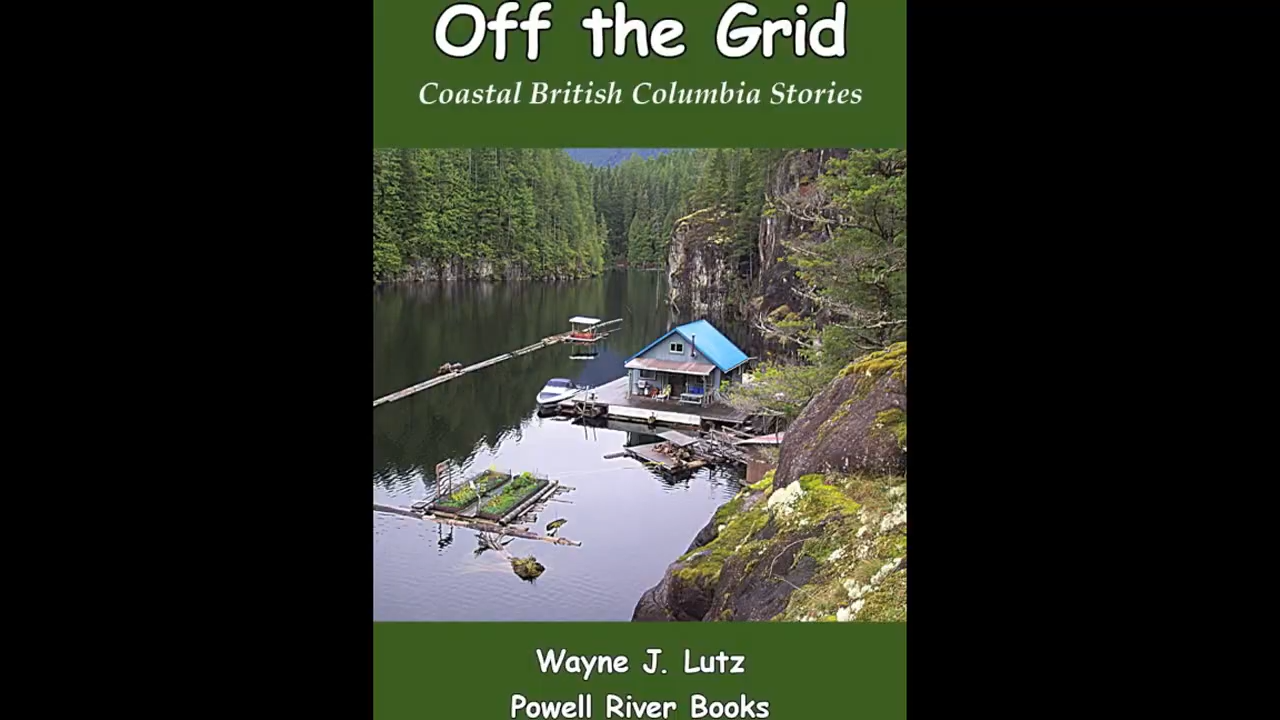 Off the Grid
Coastal British Columbia Stories
Wayne J. Lutz
Powell River Books